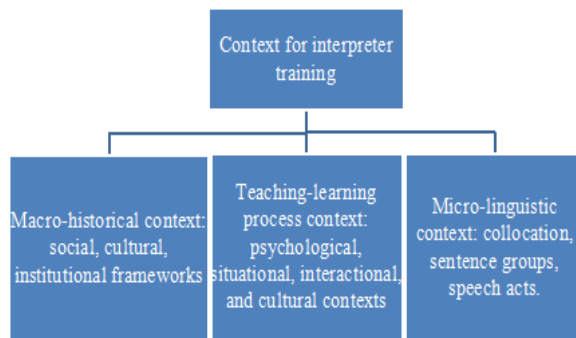 Context for interpreter
training
Macro-historical context:
social, cultural,
institutional frameworks
Teaching-learning
process context:
psychological,
situational, interactional,
and cultural contexts
Micro-linguistic
context: collocation,
sentence groups,
speech acts.